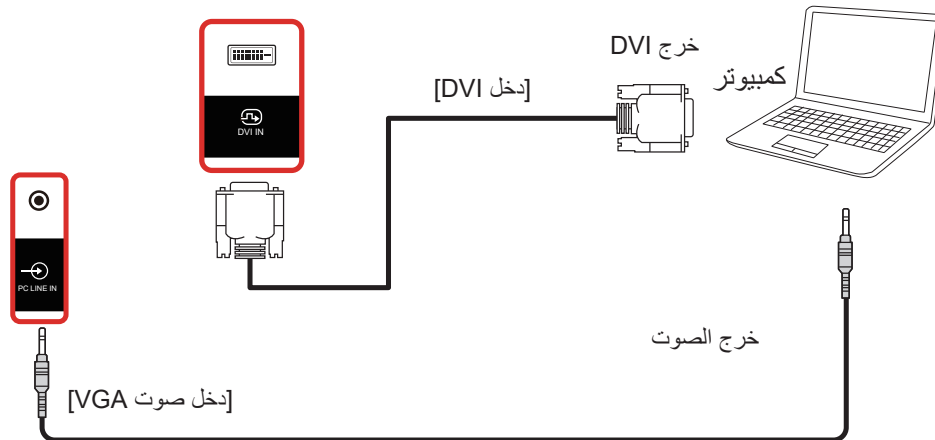 خرج DVI
كمبيوتر
[دخل DVI]
DVI IN
PC LINE IN
خرج الصوت
[دخل صوت VGA]